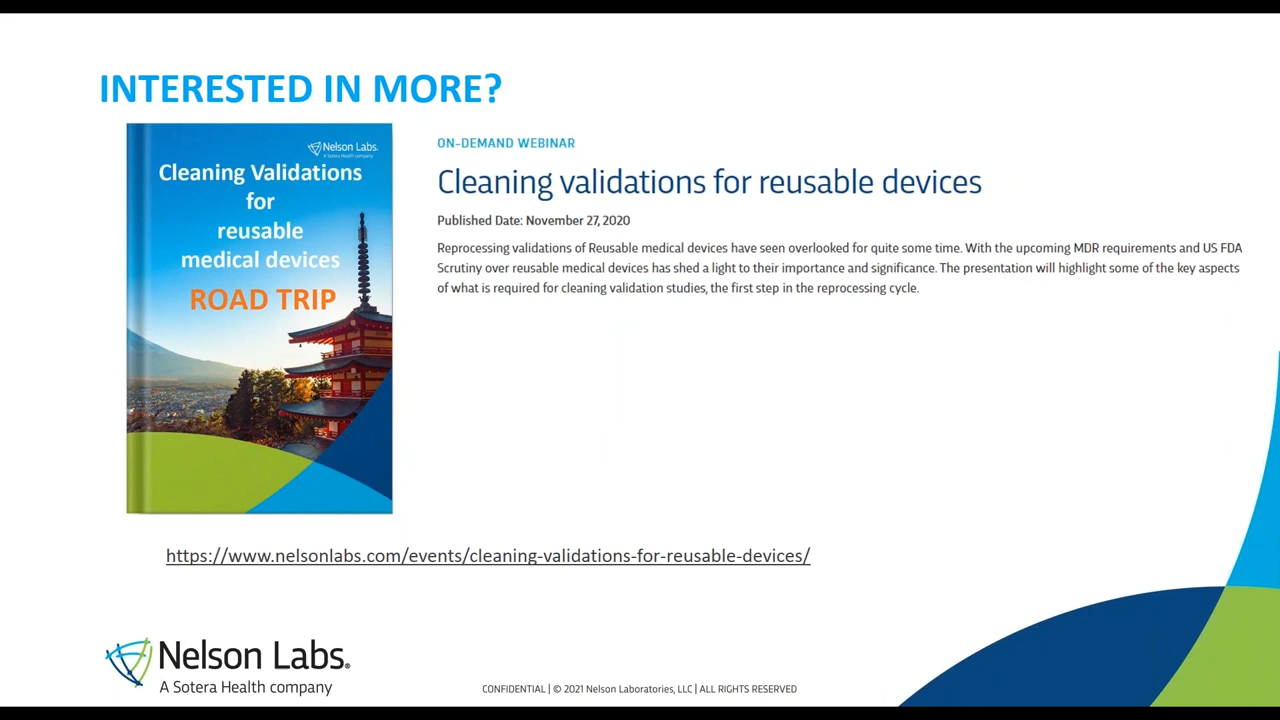 INTERESTED IN MORE?
Nelson Labs.
A Sotera Health company
Cleaning Validations
for
reusable
medical devices
ROAD TRIP
ON-DEMAND WEBINAR
Cleaning validations for reusable devices
Published Date: November 27, 2020
Reprocessing validations of Reusable medical devices have seen overlooked for quite some time. With the upcoming MDR requirements and US FDA
Scrutiny over reusable medical devices has shed a light to their importance and significance. The presentation will highlight some of the key aspects
of what is required for cleaning validation studies, the first step in the reprocessing cycle.
https://www.nelsonlabs.com/events/cleaning-validations-for-reusable-devices/
Nelson Labs®
A Sotera Health company
CONFIDENTIAL | © 2021 Nelson Laboratories, LLC | ALL RIGHTS RESERVED